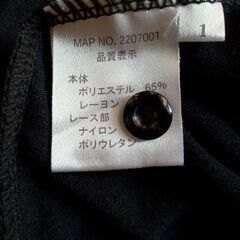 MAP NO. 2207001
品質表示
本体
ポリエステル 65%
レーヨン
レース部
ナイロン
ポリウレタン
1